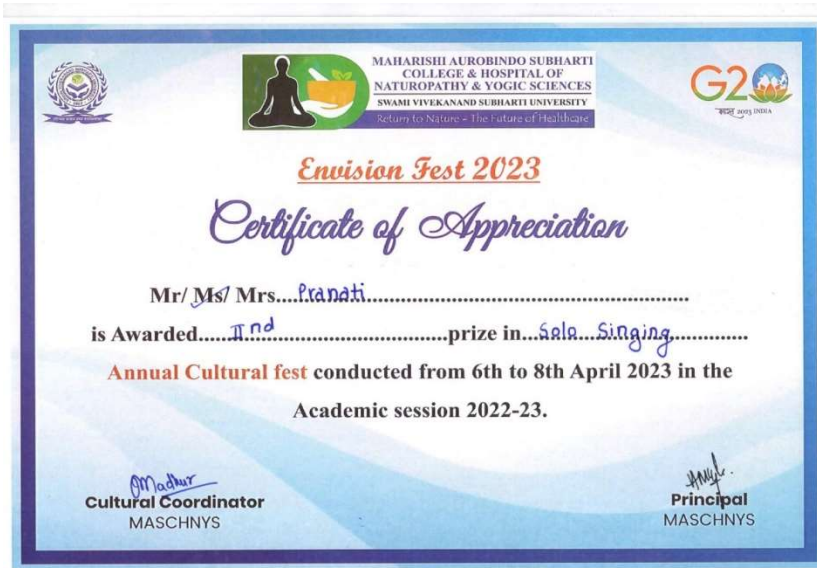 MAHARISHI AUROBINDO SUBHARTI
COLLEGE & HOSPITAL OF
NATUROPATHY & YOGIC SCIENCES
SWAMI VIVEKANAND SUBHARTI UNIVERSITY
Return to Nature - The Future of Healthcare
G20
भारत 2023 INDIA
Envision Fest 2023
Certificate of Appreciation
Mr/ Ms/ Mrs....Pranati....
is Awarded....IInd....prize in...Solo Singing....
Annual Cultural fest conducted from 6th to 8th April 2023 in the
Academic session 2022-23.
Madhur
Cultural Coordinator
MASCHNYS
Principal
MASCHNYS